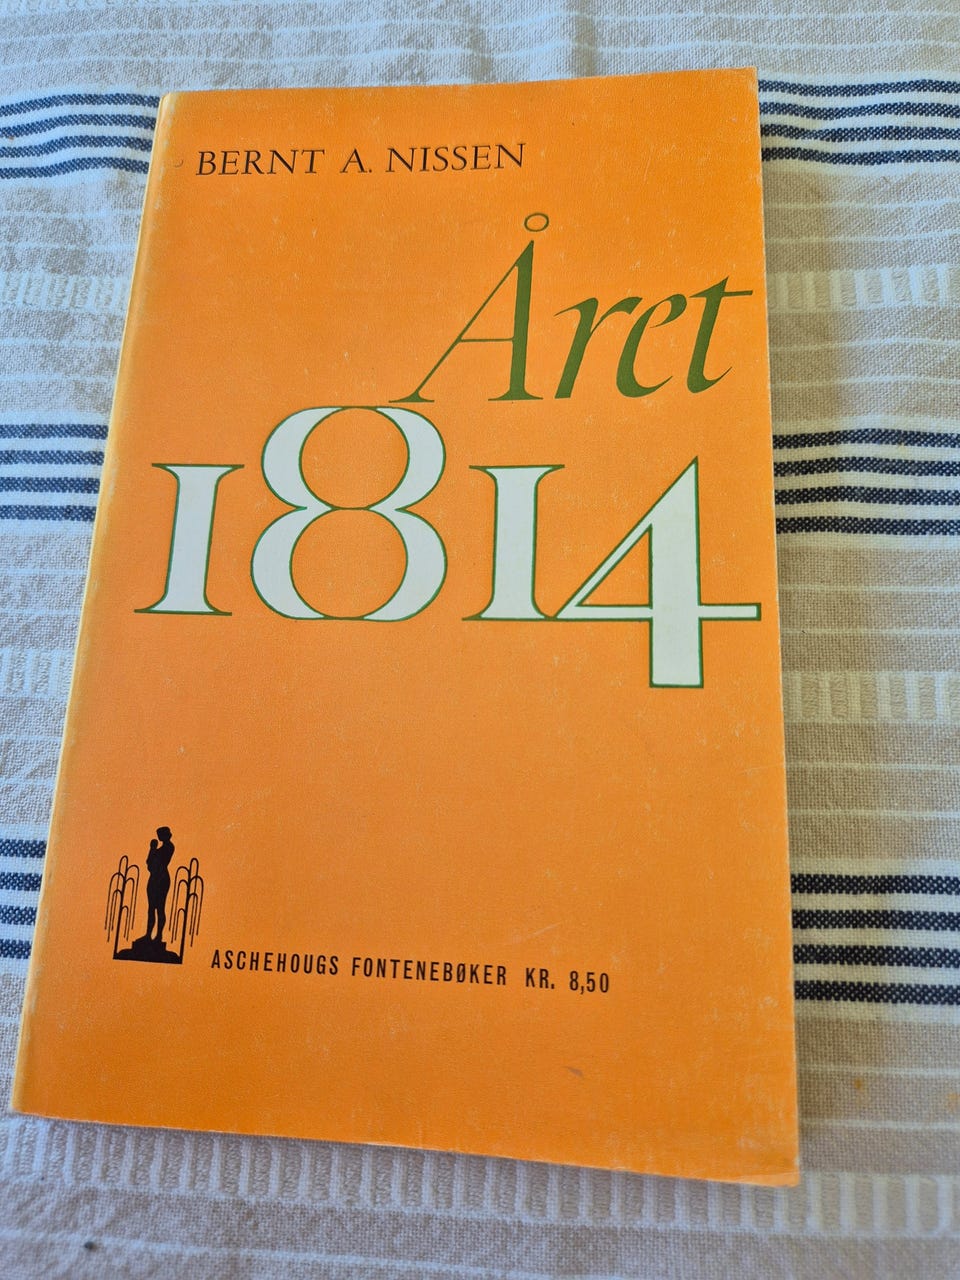 BERNT A. NISSEN
Året
1814
ASCHEHOUGS FONTENEBØKER KR. 8,50